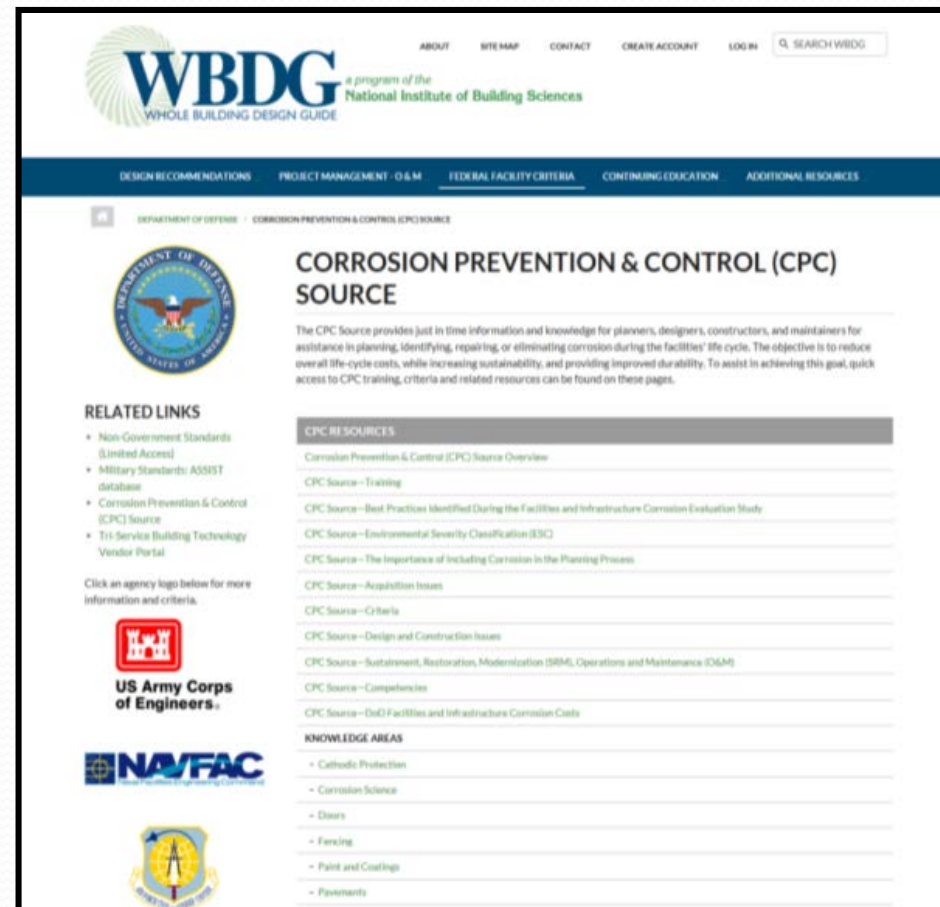 ABOUT SITE MAP CONTACT CREATE ACCOUNT LOG IN SEARCH WBDG
WBDG
WHOLE BUILDING DESIGN GUIDE
a program of the
National Institute of Building Sciences
DESIGN RECOMMENDATIONS PROJECT MANAGEMENT - O & M FEDERAL FACILITY CRITERIA CONTINUING EDUCATION ADDITIONAL RESOURCES
DEPARTMENT OF DEFENSE / CORROSION PREVENTION & CONTROL (CPC) SOURCE
DEPARTMENT OF DEFENSE
UNITED STATES OF AMERICA
RELATED LINKS
• Non-Government Standards
(Limited Access)
• Military Standards: ASSIST
database
• Corrosion Prevention & Control
(CPC) Source
• Tri-Service Building Technology
Vendor Portal
Click an agency logo below for more
information and criteria.
US Army Corps
of Engineers®
NAVFAC
Naval Facilities Engineering Command
CORROSION PREVENTION & CONTROL (CPC)
SOURCE
The CPC Source provides just in time information and knowledge for planners, designers, constructors, and maintainers for
assistance in planning, identifying, repairing, or eliminating corrosion during the facilities' life cycle. The objective is to reduce
overall life-cycle costs, while increasing sustainability, and providing improved durability. To assist in achieving this goal, quick
access to CPC training, criteria and related resources can be found on these pages.
CPC RESOURCES
Corrosion Prevention & Control (CPC) Source Overview
CPC Source—Training
CPC Source—Best Practices Identified During the Facilities and Infrastructure Corrosion Evaluation Study
CPC Source—Environmental Severity Classification (ESC)
CPC Source—The Importance of Including Corrosion in the Planning Process
CPC Source—Acquisition Issues
CPC Source—Criteria
CPC Source—Design and Construction Issues
CPC Source—Sustainment, Restoration, Modernization (SRM), Operations and Maintenance (O&M)
CPC Source—Competencies
CPC Source—DoD Facilities and Infrastructure Corrosion Costs
KNOWLEDGE AREAS
– Cathodic Protection
– Corrosion Science
– Doors
– Fencing
– Paint and Coatings
– Pavements